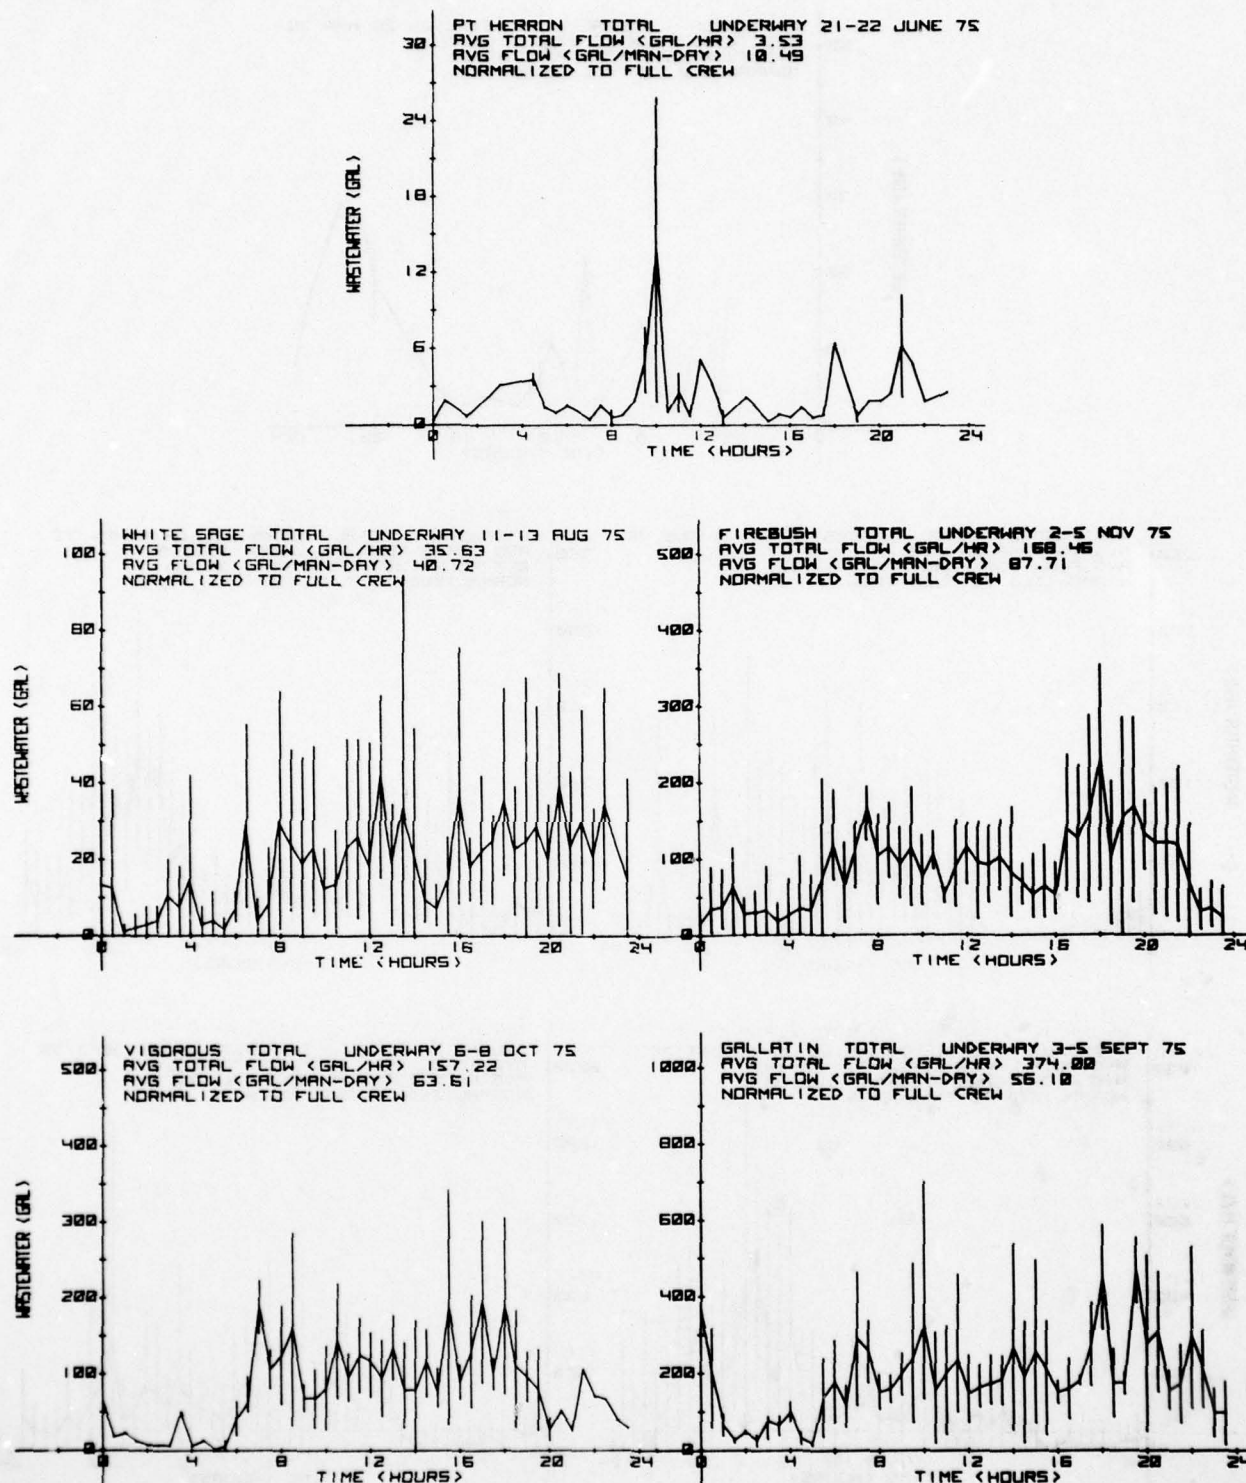 PT HERRON TOTAL UNDERWAY 21-22 JUNE 75
AVG TOTAL FLOW <GAL/HR> 3.53
AVG FLOW <GAL/MAN-DAY> 10.49
NORMALIZED TO FULL CREW
30
24
18
12
6
0
WASTEWATER <GAL>
0 4 8 12 16 20 24
TIME <HOURS>
WHITE SAGE TOTAL UNDERWAY 11-13 AUG 75
AVG TOTAL FLOW <GAL/HR> 35.63
AVG FLOW <GAL/MAN-DAY> 40.72
NORMALIZED TO FULL CREW
100
80
60
40
20
0
WASTEWATER <GAL>
0 4 8 12 16 20 24
TIME <HOURS>
FIREBUSH TOTAL UNDERWAY 2-5 NOV 75
AVG TOTAL FLOW <GAL/HR> 168.46
AVG FLOW <GAL/MAN-DAY> 87.71
NORMALIZED TO FULL CREW
500
400
300
200
100
0
0 4 8 12 16 20 24
TIME <HOURS>
VIGOROUS TOTAL UNDERWAY 6-8 OCT 75
AVG TOTAL FLOW <GAL/HR> 157.22
AVG FLOW <GAL/MAN-DAY> 63.61
NORMALIZED TO FULL CREW
500
400
300
200
100
0
WASTEWATER <GAL>
0 4 8 12 16 20 24
TIME <HOURS>
GALLATIN TOTAL UNDERWAY 3-5 SEPT 75
AVG TOTAL FLOW <GAL/HR> 374.00
AVG FLOW <GAL/MAN-DAY> 56.10
NORMALIZED TO FULL CREW
1000
800
600
400
200
0
0 4 8 12 16 20 24
TIME <HOURS>